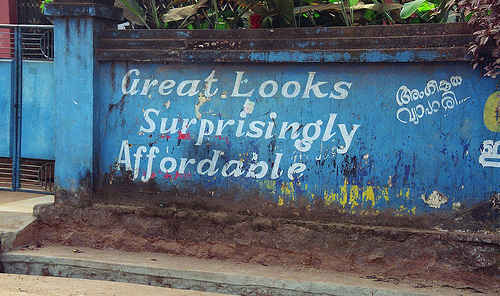 Great Looks
Surprisingly
Affordable
അംഗീകൃത
വ്യാപാരി....
ഇ